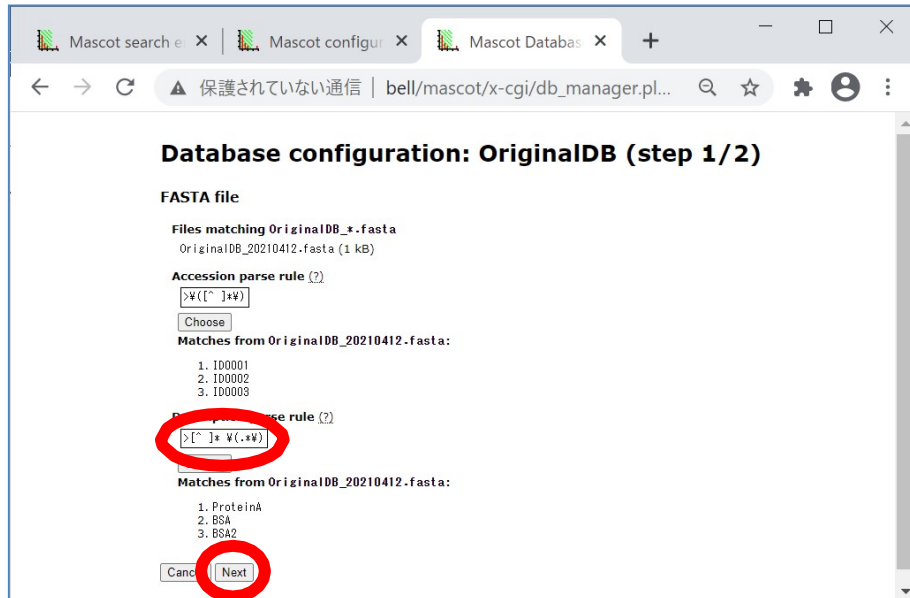 Mascot search e
Mascot configur
Mascot Databas
保護されていない通信 | bell/mascot/x-cgi/db_manager.pl...
Database configuration: OriginalDB (step 1/2)
FASTA file
Files matching OriginalDB_*.fasta
OriginalDB_20210412.fasta (1 kB)
Accession parse rule (?)
>¥([^ ]*¥)
Choose
Matches from OriginalDB_20210412.fasta:
1. ID0001
2. ID0002
3. ID0003
rse rule (?)
>[^ ]* ¥(.*¥)
Matches from OriginalDB_20210412.fasta:
1. ProteinA
2. BSA
3. BSA2
Canc
Next